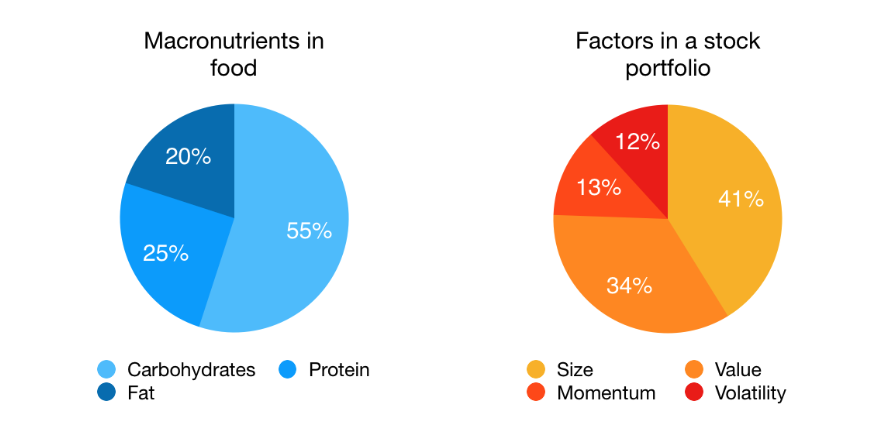 Macronutrients in
food
20%
55%
25%
Carbohydrates
Protein
Fat
Factors in a stock
portfolio
12%
41%
13%
34%
Size
Value
Momentum
Volatility